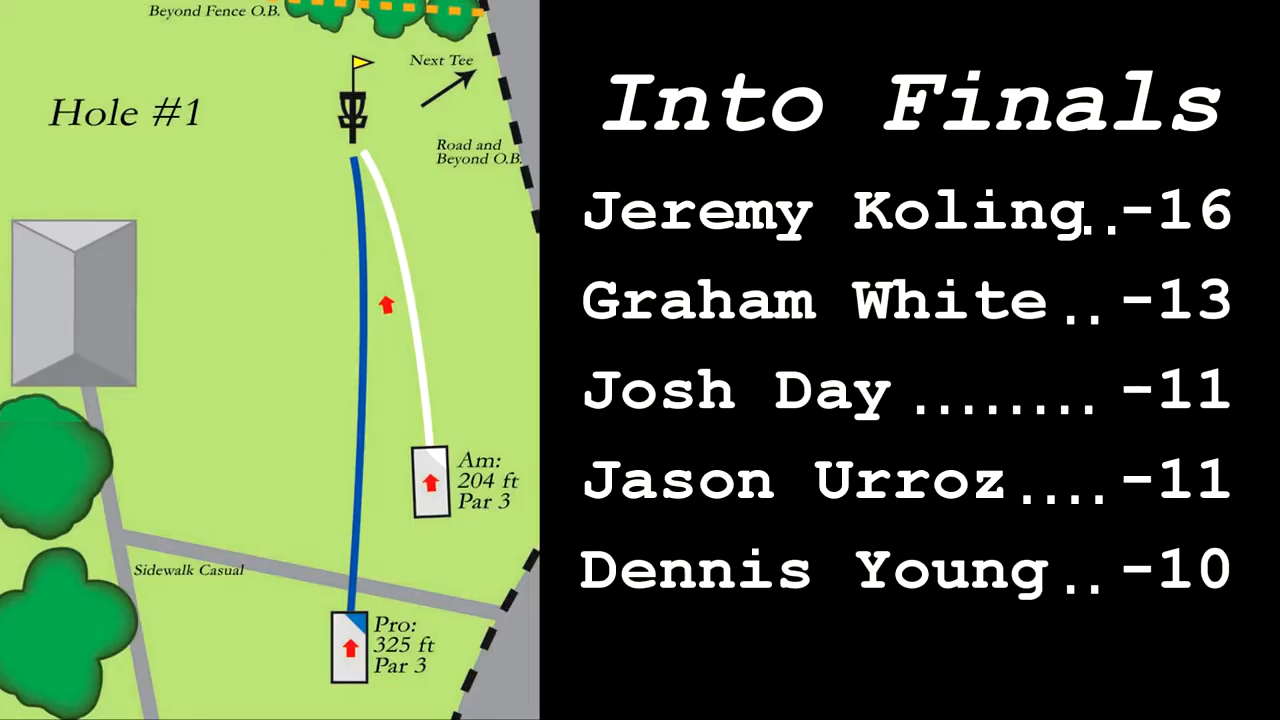 Beyond Fence O.B.
Next Tee
Hole #1
Road and
Beyond O.B.
Am:
204 ft
Par 3
Sidewalk Casual
Pro:
325 ft
Par 3
Into Finals
Jeremy Koling..-16
Graham White ..-13
Josh Day ........ -11
Jason Urroz ....-11
Dennis Young ..-10